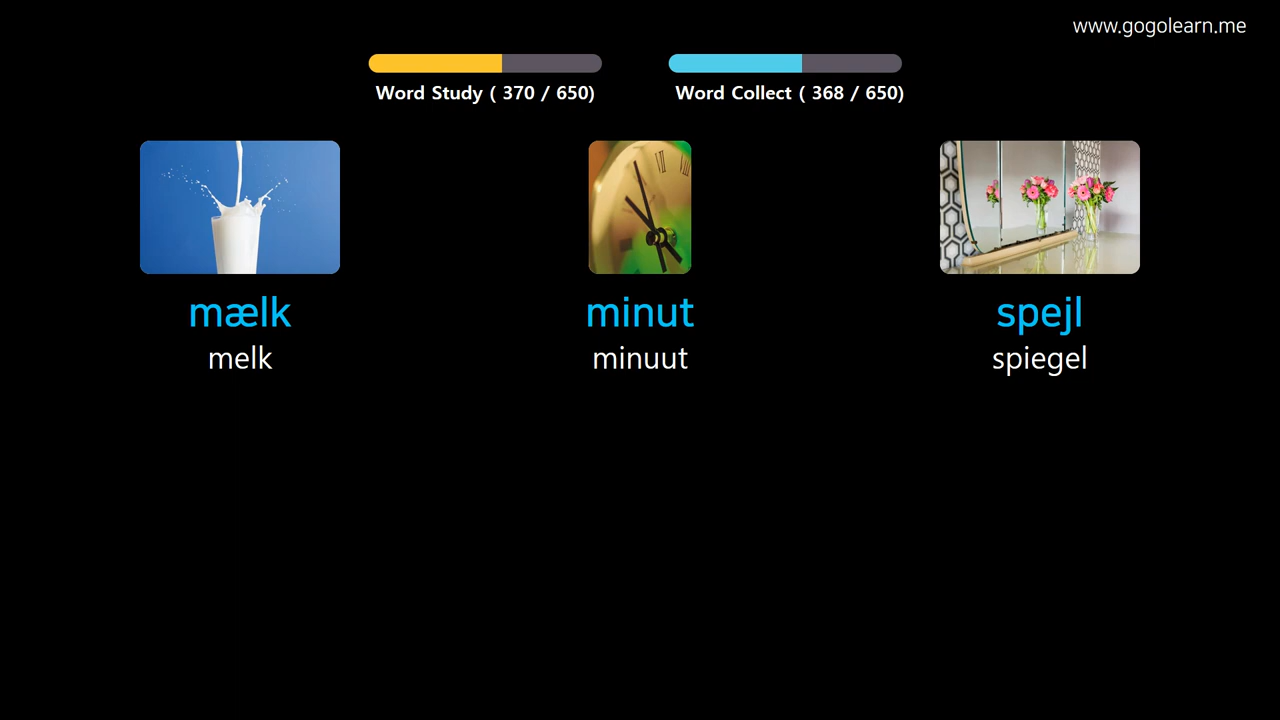 www.gogolearn.me
Word Study ( 370 / 650)
Word Collect ( 368 / 650)
mælk
minut
spejl
melk
minuut
spiegel